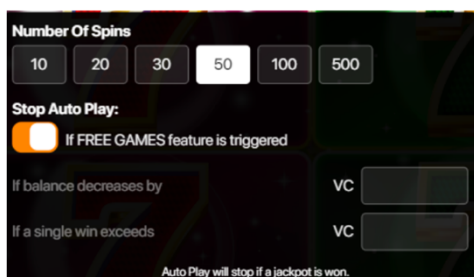 Number Of Spins
10 20 30 50 100 500
Stop Auto Play:
If FREE GAMES feature is triggered
If balance decreases by VC
If a single win exceeds VC
Auto Play will stop if a jackpot is won.